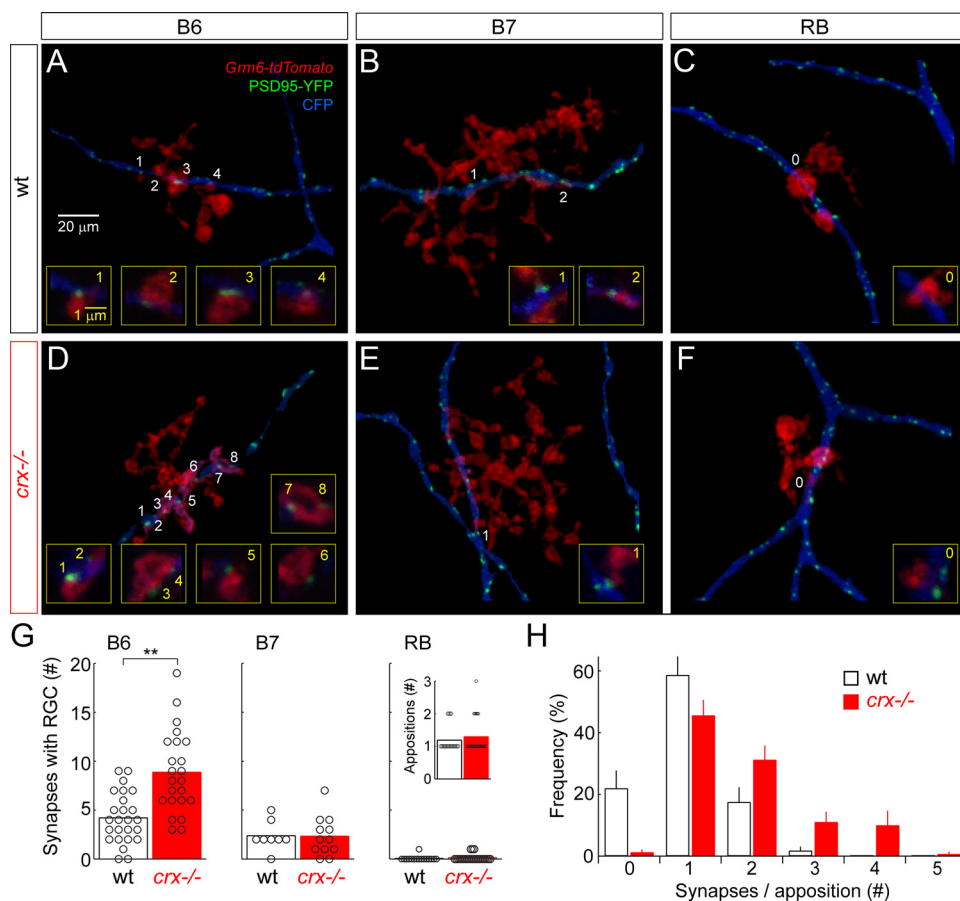 B6
B7
RB
wt
A
Grm6-tdTomato
PSD95-YFP
CFP
1
2
3
4
20 μm
1
1 μm
2
3
4
B
1
2
1
2
C
0
0
crx-/-
D
6
8
4
7
3
5
1
2
7 8
2
1
4
3
5
6
E
1
1
F
0
0
G
B6
B7
RB
Synapses with RGC (#)
20
15
10
5
0
**
wt
crx-/-
wt
crx-/-
Appositions (#)
3
2
1
0
wt
crx-/-
H
Frequency (%)
60
40
20
0
wt
crx-/-
0 1 2 3 4 5
Synapses / apposition (#)